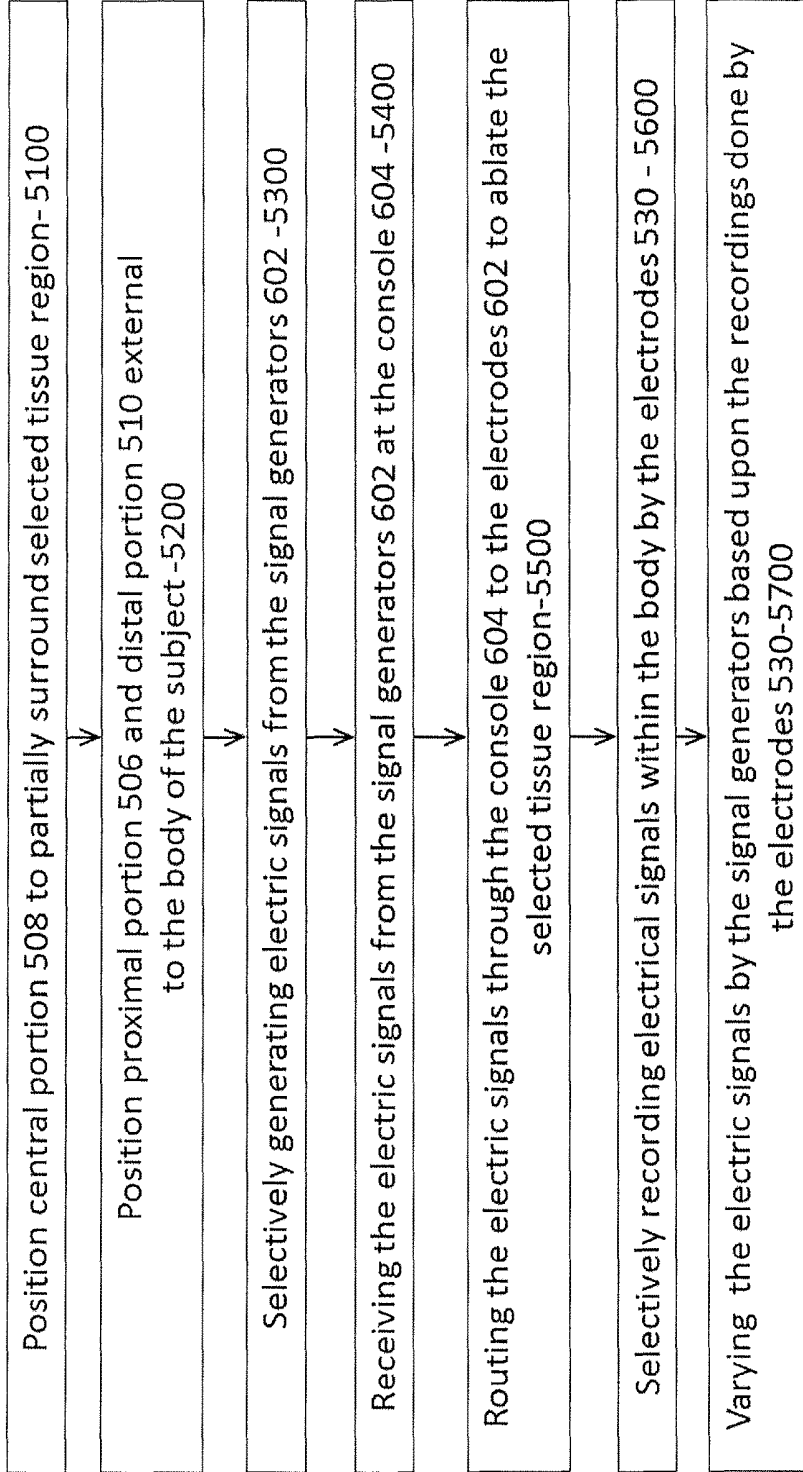 Position central portion 508 to partially surround selected tissue region- 5100
Position proximal portion 506 and distal portion 510 external
to the body of the subject -5200
Selectively generating electric signals from the signal generators 602 -5300
Receiving the electric signals from the signal generators 602 at the console 604 -5400
Routing the electric signals through the console 604 to the electrodes 602 to ablate the
selected tissue region-5500
Selectively recording electrical signals within the body by the electrodes 530 - 5600
Varying the electric signals by the signal generators based upon the recordings done by
the electrodes 530-5700